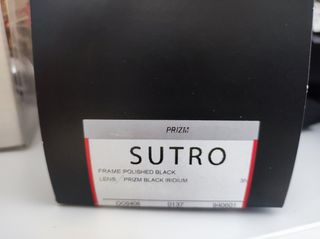 PRIZM
SUTRO
FRAME POLISHED BLACK
LENS / PRIZM BLACK IRIDIUM